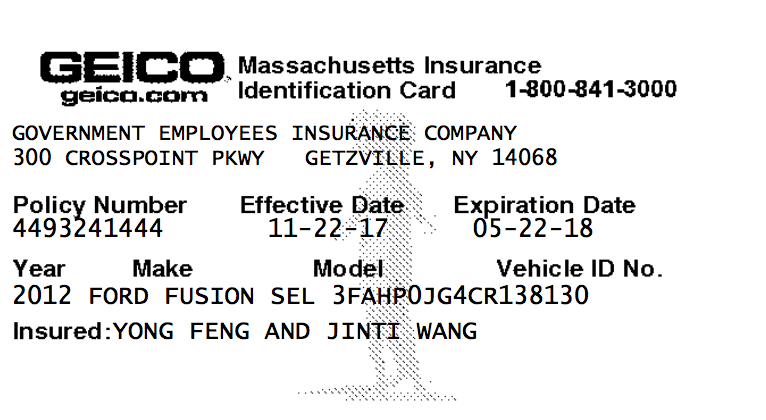 GEICO Massachusetts Insurance
geico.com Identification Card 1-800-841-3000
GOVERNMENT EMPLOYEES INSURANCE COMPANY
300 CROSSPOINT PKWY GETZVILLE, NY 14068
Policy Number Effective Date Expiration Date
4493241444 11-22-17 05-22-18
Year Make Model Vehicle ID No.
2012 FORD FUSION SEL 3FAHP0JG4CR138130
Insured:YONG FENG AND JINTI WANG